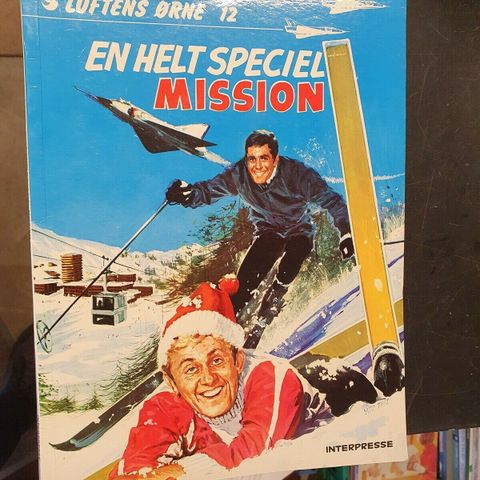 LUFTENS ØRNE 12
EN HELT SPECIEL
MISSION
INTERPRESSE